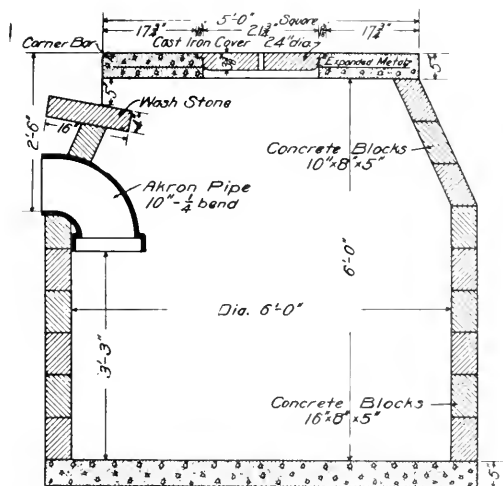 5'-0" Square
17¾" 21½" 17¾"
Cast Iron Cover 24" dia.
Corner Bar
Expanded Metal
5"
5"
Wash Stone
16"
2'-6"
Concrete Blocks
10"x8"x5"
Akron Pipe
10"-¼ bend
6'-0"
Dia. 6'-0"
3'-3"
Concrete Blocks
16"x8"x5"
5"